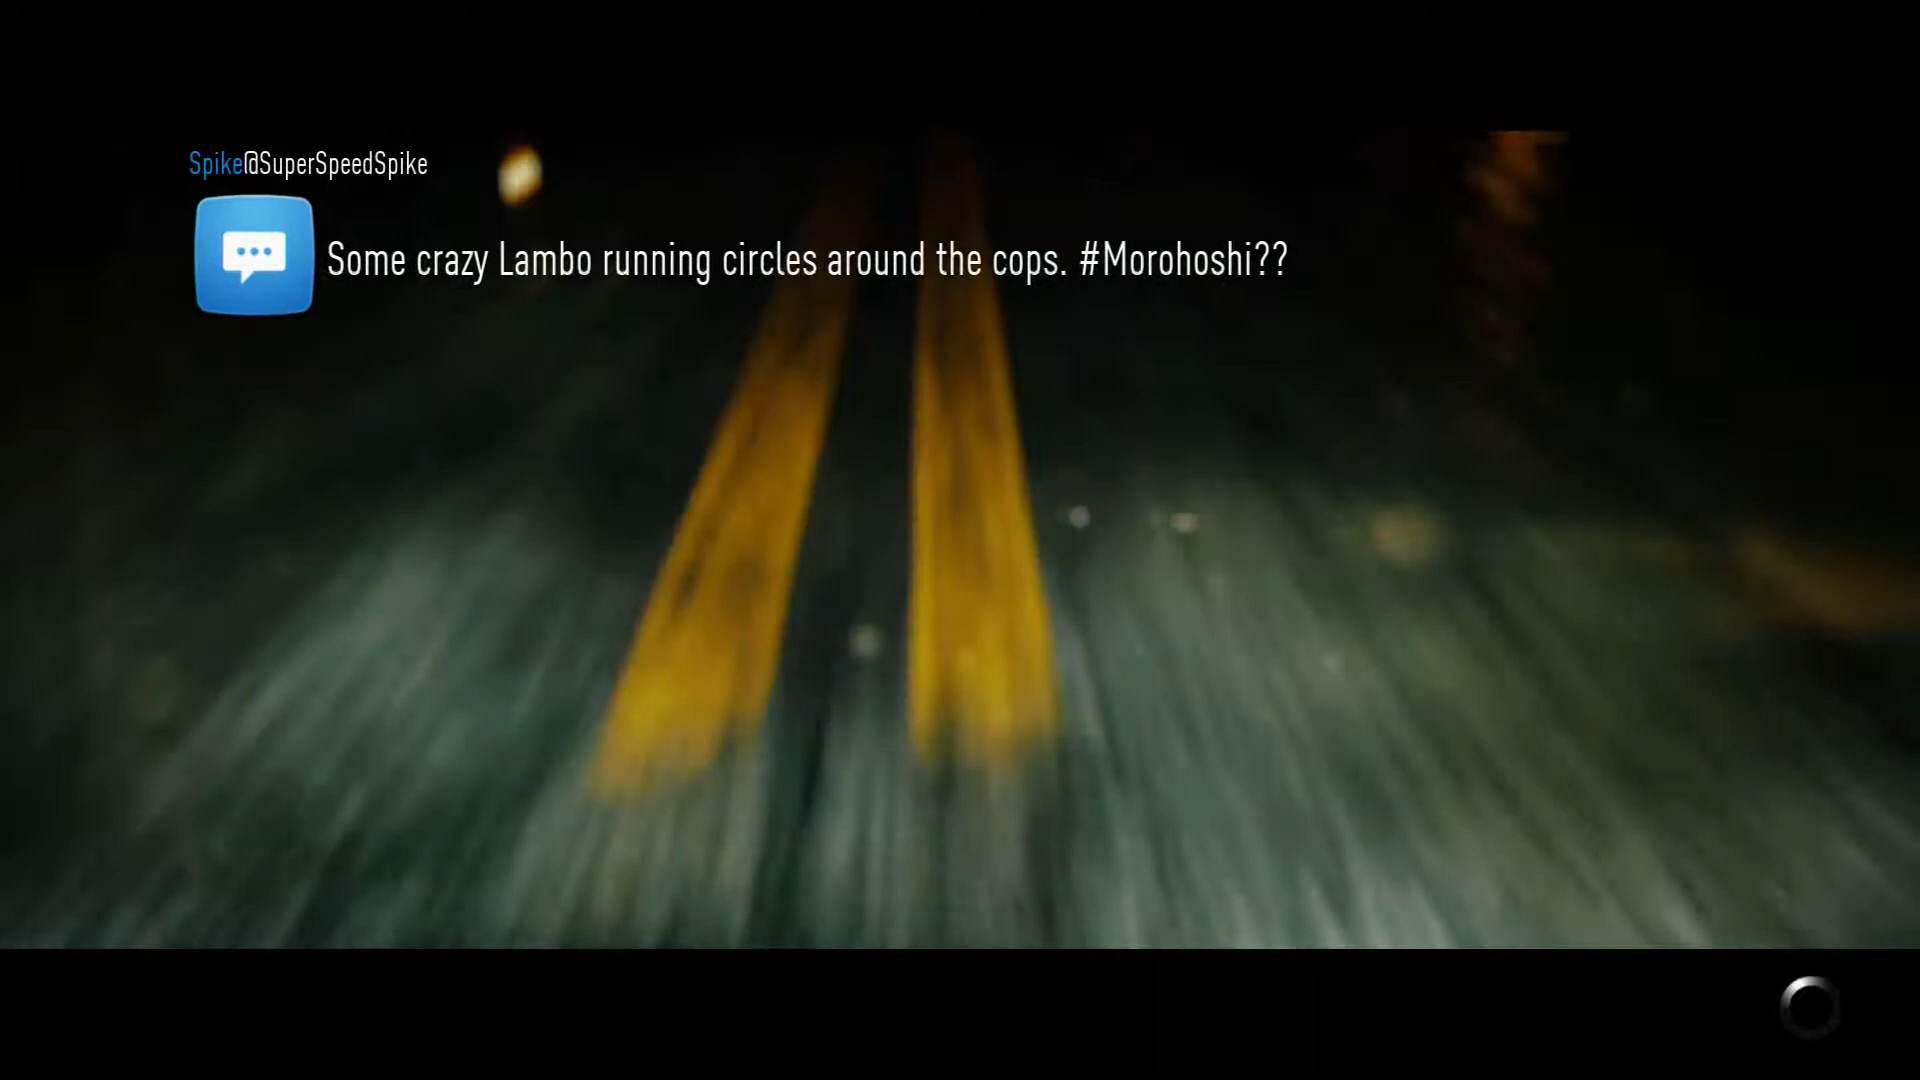 Spike@SuperSpeedSpike
Some crazy Lambo running circles around the cops. #Morohoshi??